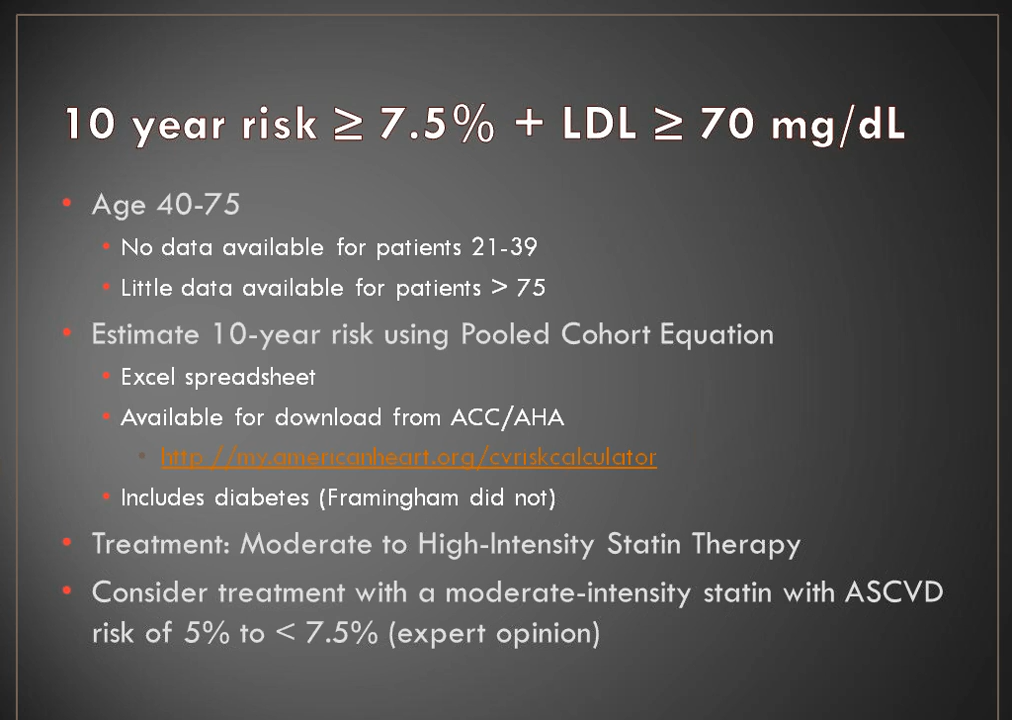 10 year risk ≥ 7.5% + LDL ≥ 70 mg/dL
• Age 40-75
• No data available for patients 21-39
• Little data available for patients > 75
• Estimate 10-year risk using Pooled Cohort Equation
• Excel spreadsheet
• Available for download from ACC/AHA
• http://my.americanheart.org/cvriskcalculator
• Includes diabetes (Framingham did not)
• Treatment: Moderate to High-Intensity Statin Therapy
• Consider treatment with a moderate-intensity statin with ASCVD
risk of 5% to < 7.5% (expert opinion)